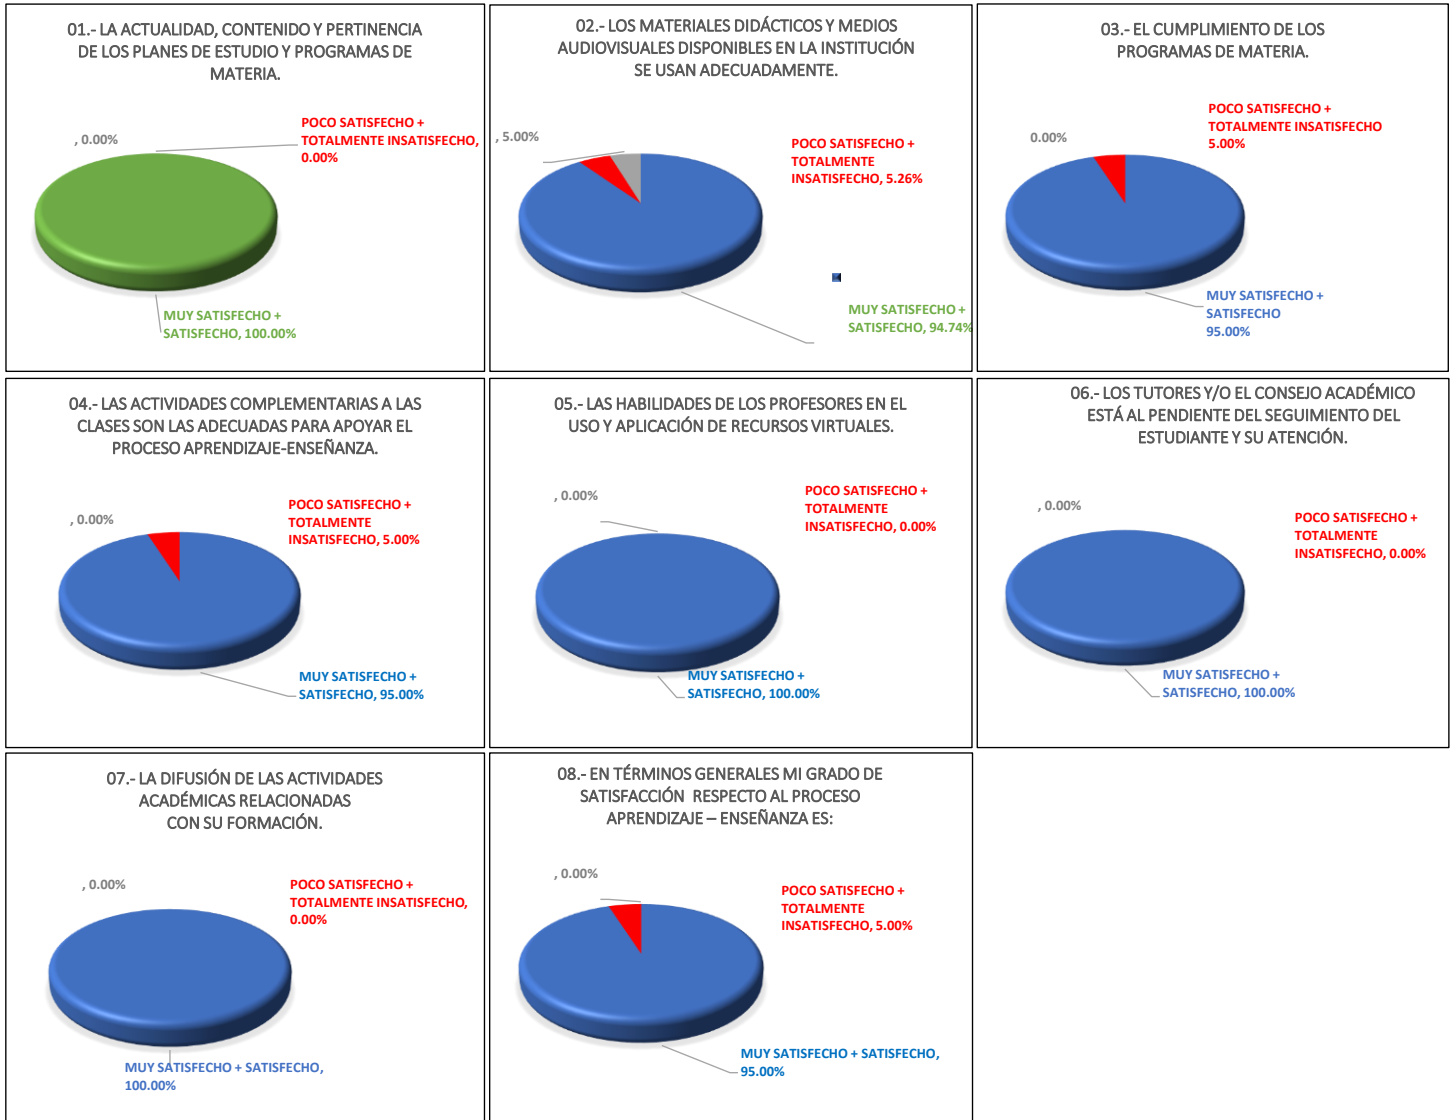 01.- LA ACTUALIDAD, CONTENIDO Y PERTINENCIA
DE LOS PLANES DE ESTUDIO Y PROGRAMAS DE
MATERIA.
, 0.00%
POCO SATISFECHO +
TOTALMENTE INSATISFECHO,
0.00%
MUY SATISFECHO +
SATISFECHO, 100.00%
02.- LOS MATERIALES DIDÁCTICOS Y MEDIOS
AUDIOVISUALES DISPONIBLES EN LA INSTITUCIÓN
SE USAN ADECUADAMENTE.
, 5.00%
POCO SATISFECHO +
TOTALMENTE
INSATISFECHO, 5.26%
MUY SATISFECHO +
SATISFECHO, 94.74%
03.- EL CUMPLIMIENTO DE LOS
PROGRAMAS DE MATERIA.
0.00%
POCO SATISFECHO +
TOTALMENTE INSATISFECHO
5.00%
MUY SATISFECHO +
SATISFECHO
95.00%
04.- LAS ACTIVIDADES COMPLEMENTARIAS A LAS
CLASES SON LAS ADECUADAS PARA APOYAR EL
PROCESO APRENDIZAJE-ENSEÑANZA.
, 0.00%
POCO SATISFECHO +
TOTALMENTE
INSATISFECHO, 5.00%
MUY SATISFECHO +
SATISFECHO, 95.00%
05.- LAS HABILIDADES DE LOS PROFESORES EN EL
USO Y APLICACIÓN DE RECURSOS VIRTUALES.
, 0.00%
POCO SATISFECHO +
TOTALMENTE
INSATISFECHO, 0.00%
MUY SATISFECHO +
SATISFECHO, 100.00%
06.- LOS TUTORES Y/O EL CONSEJO ACADÉMICO
ESTÁ AL PENDIENTE DEL SEGUIMIENTO DEL
ESTUDIANTE Y SU ATENCIÓN.
, 0.00%
POCO SATISFECHO +
TOTALMENTE
INSATISFECHO, 0.00%
MUY SATISFECHO +
SATISFECHO, 100.00%
07.- LA DIFUSIÓN DE LAS ACTIVIDADES
ACADÉMICAS RELACIONADAS
CON SU FORMACIÓN.
, 0.00%
POCO SATISFECHO +
TOTALMENTE INSATISFECHO,
0.00%
MUY SATISFECHO + SATISFECHO,
100.00%
08.- EN TÉRMINOS GENERALES MI GRADO DE
SATISFACCIÓN  RESPECTO AL PROCESO
APRENDIZAJE – ENSEÑANZA ES:
, 0.00%
POCO SATISFECHO +
TOTALMENTE
INSATISFECHO, 5.00%
MUY SATISFECHO + SATISFECHO,
95.00%